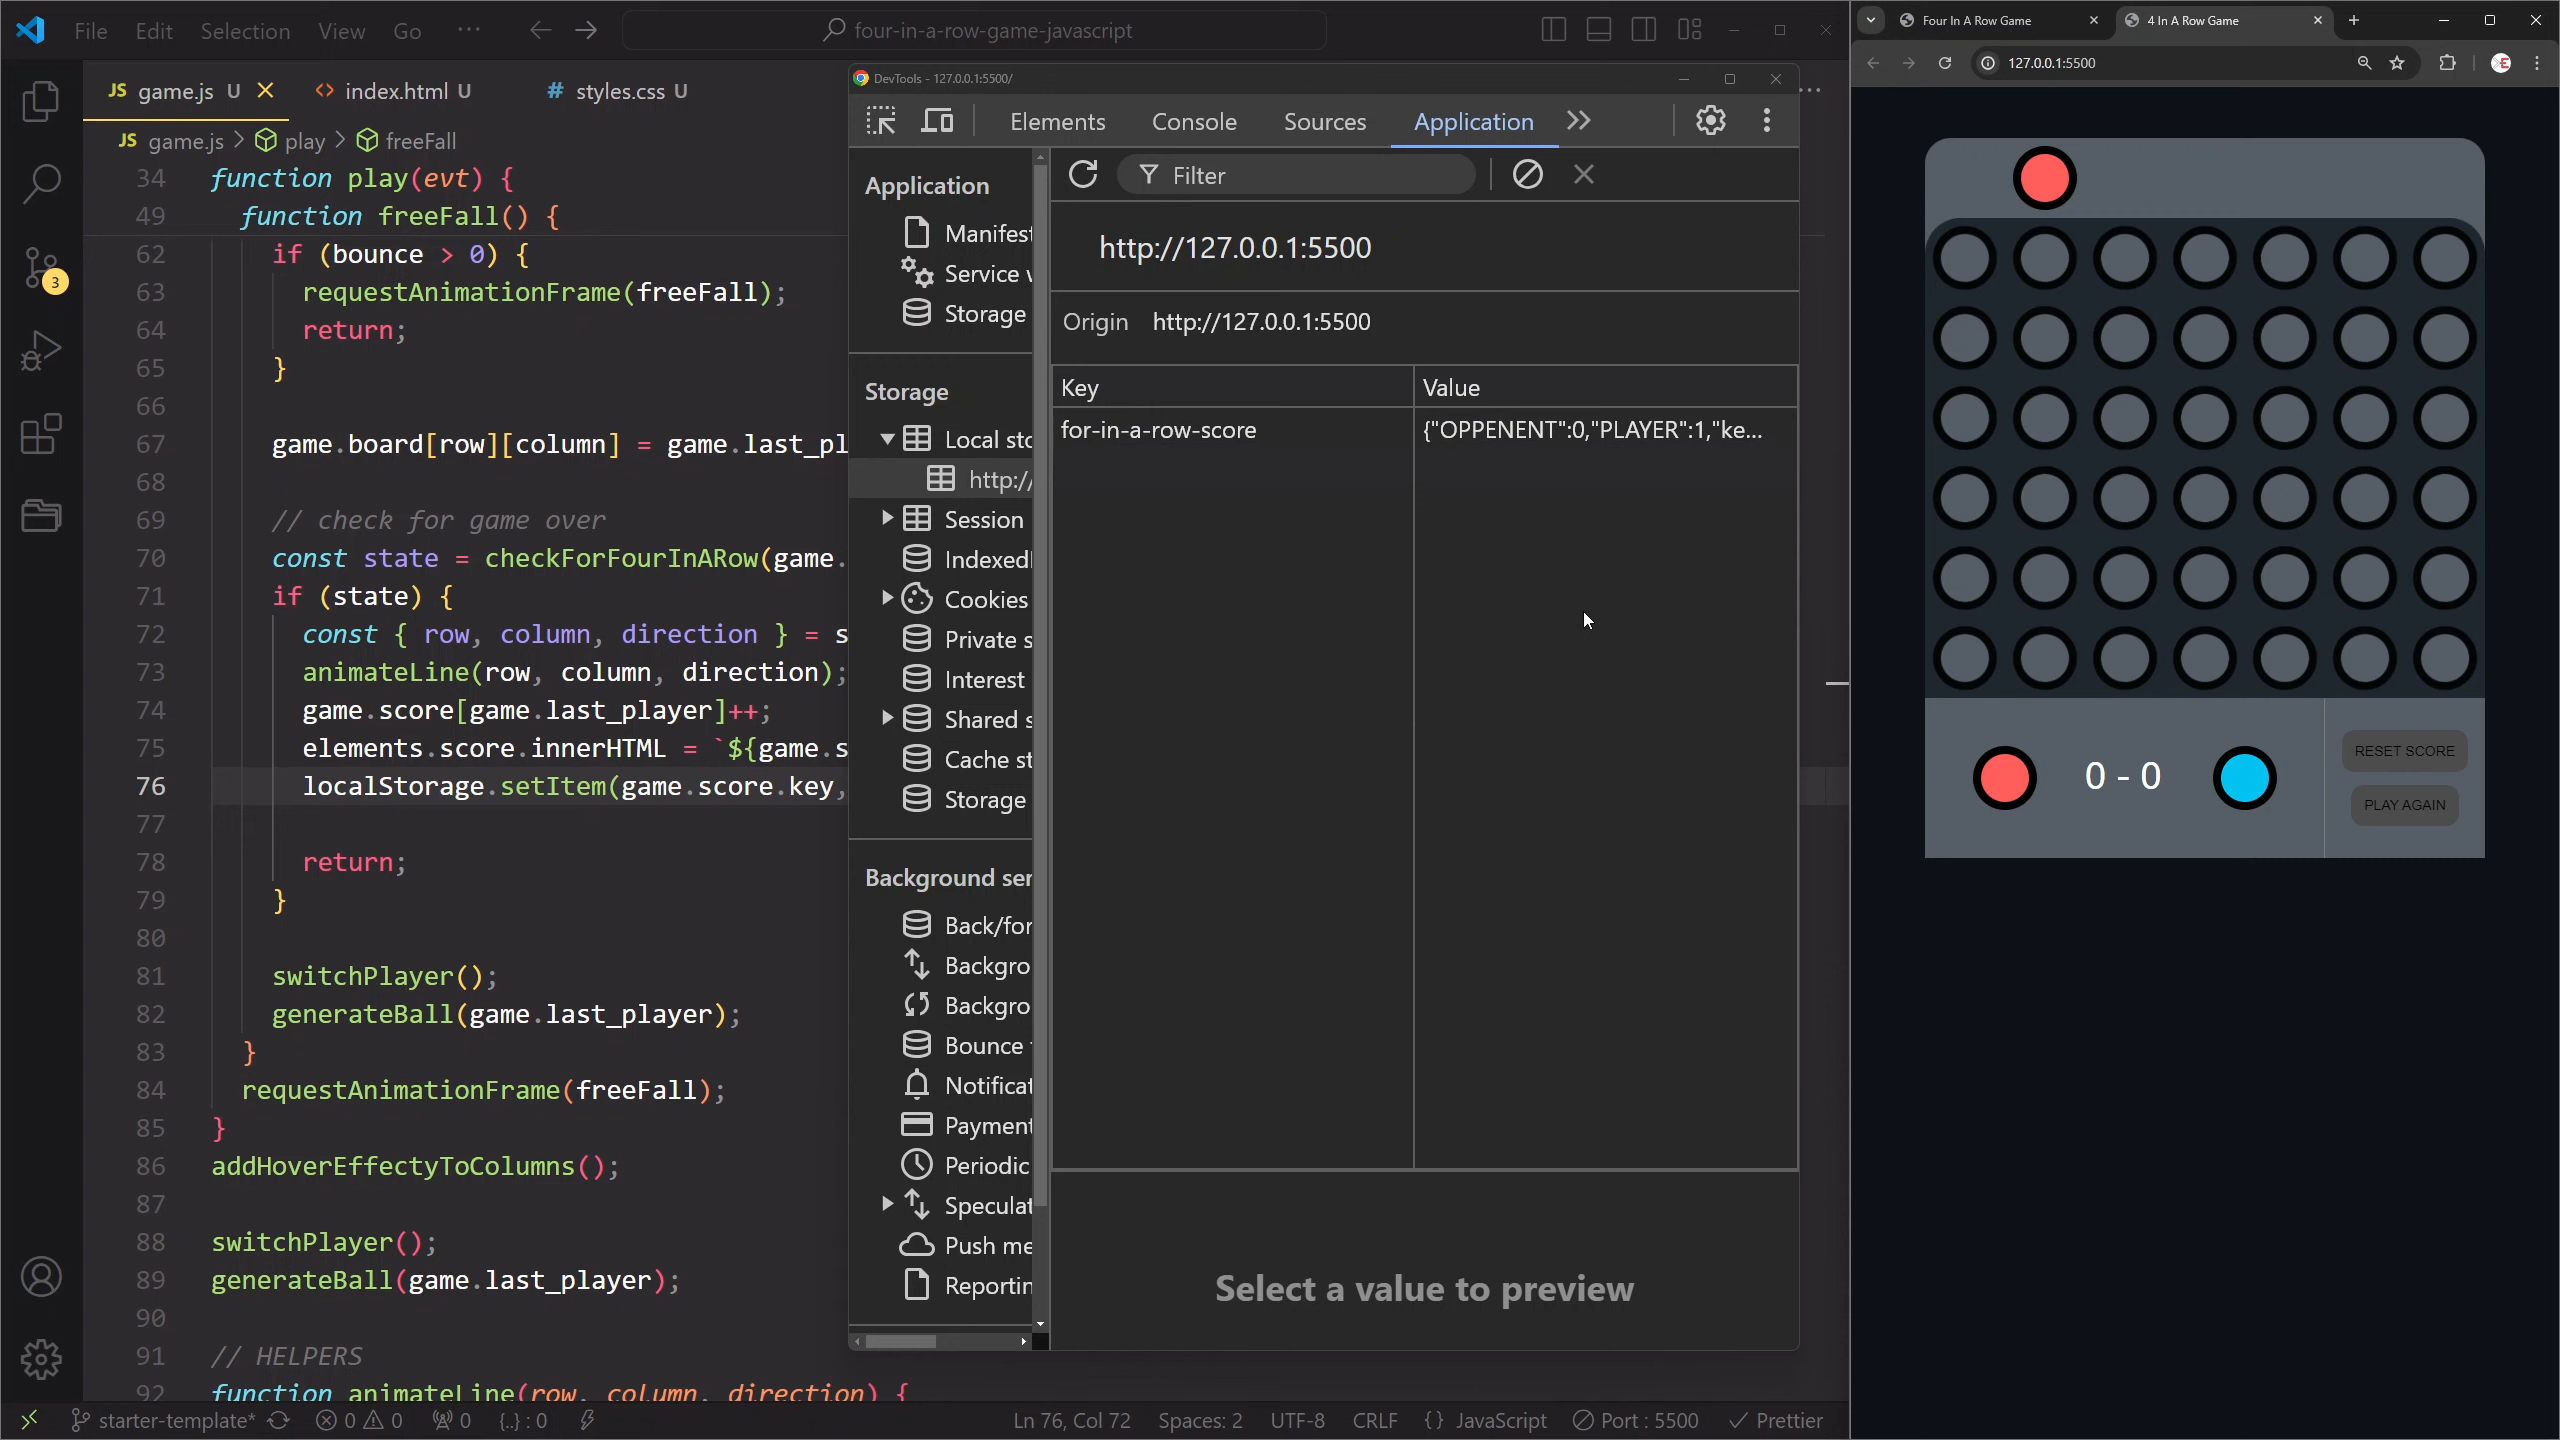 File Edit Selection View Go ···
four-in-a-row-game-javascript
JS game.js U
index.html U
# styles.css U
JS game.js > play > freeFall
34 function play(evt) {
49 function freeFall() {
62 if (bounce > 0) {
63 requestAnimationFrame(freeFall);
64 return;
65 }
66
67 game.board[row][column] = game.last_pl
68
69 // check for game over
70 const state = checkForFourInARow(game.
71 if (state) {
72 const { row, column, direction } = s
73 animateLine(row, column, direction);
74 game.score[game.last_player]++;
75 elements.score.innerHTML = `${game.s
76 localStorage.setItem(game.score.key,
77
78 return;
79 }
80
81 switchPlayer();
82 generateBall(game.last_player);
83 }
84 requestAnimationFrame(freeFall);
85 }
86 addHoverEffectyToColumns();
87
88 switchPlayer();
89 generateBall(game.last_player);
90
91 // HELPERS
92 function animateLine(row, column, direction) {
3
starter-template* 0 0 0 {..} : 0
Ln 76, Col 72 Spaces: 2 UTF-8 CRLF {} JavaScript Port : 5500 Prettier
DevTools - 127.0.0.1:5500/
Elements Console Sources Application
Application
Manifest
Service w
Storage
Storage
Local sto
http://
Session
Indexed
Cookies
Private s
Interest
Shared s
Cache st
Storage
Background ser
Back/for
Backgro
Backgro
Bounce
Notificat
Payment
Periodic
Speculat
Push me
Reportin
Filter
http://127.0.0.1:5500
Origin http://127.0.0.1:5500
Key Value
for-in-a-row-score {"OPPENENT":0,"PLAYER":1,"ke...
Select a value to preview
Four In A Row Game
4 In A Row Game
127.0.0.1:5500
E
0 - 0
RESET SCORE
PLAY AGAIN